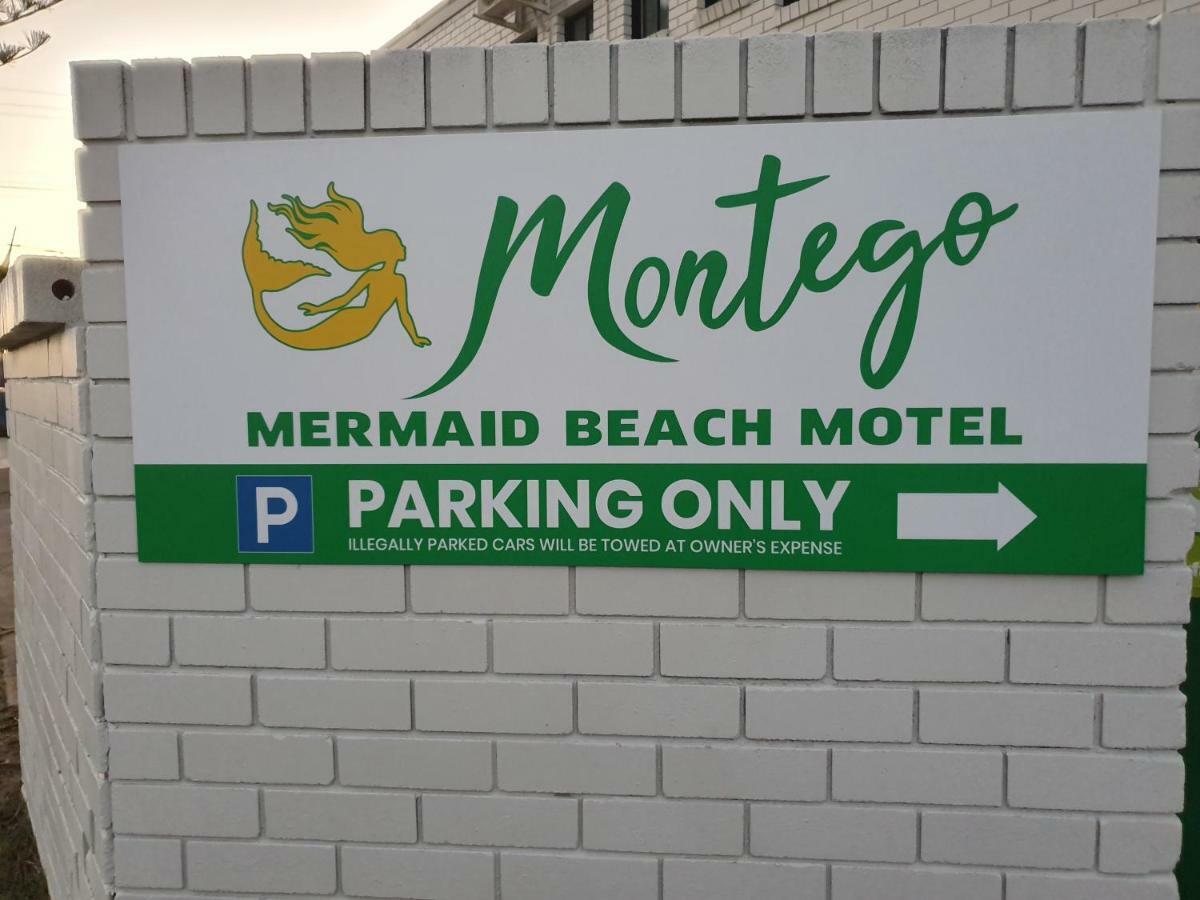 Montego
MERMAID BEACH MOTEL
P PARKING ONLY
ILLEGALLY PARKED CARS WILL BE TOWED AT OWNER'S EXPENSE